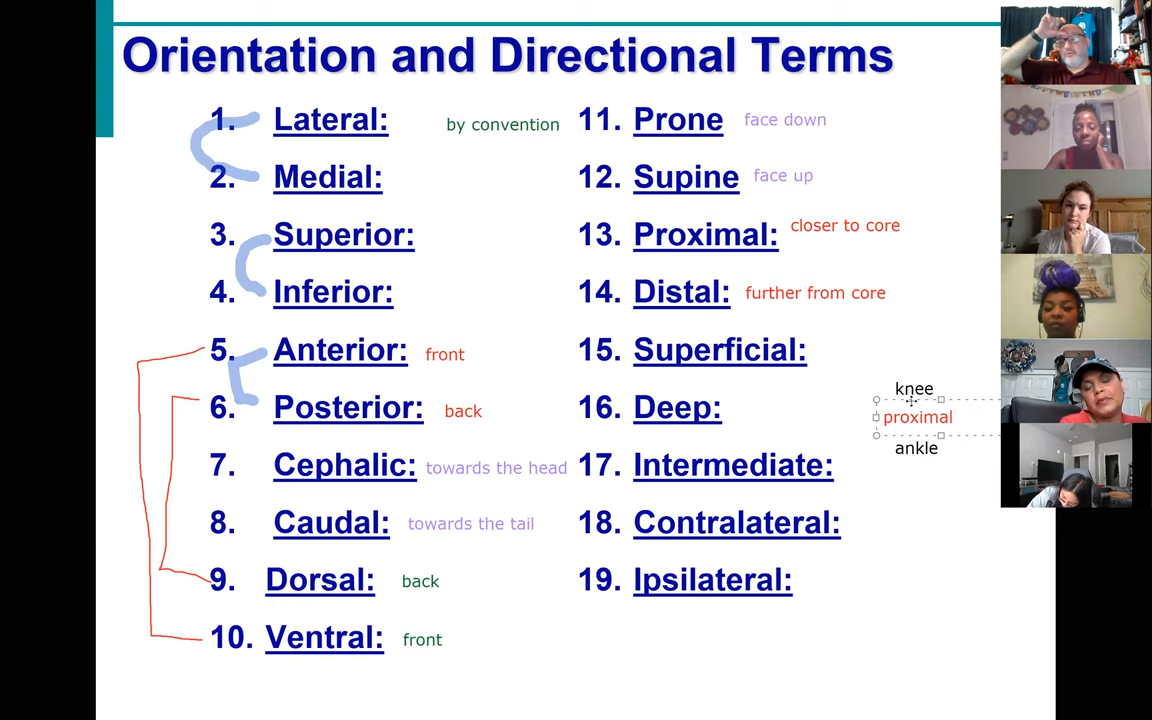 Orientation and Directional Terms
1. Lateral: by convention
2. Medial:
3. Superior:
4. Inferior:
5. Anterior: front
6. Posterior: back
7. Cephalic: towards the head
8. Caudal: towards the tail
9. Dorsal: back
10. Ventral: front
11. Prone face down
12. Supine face up
13. Proximal: closer to core
14. Distal: further from core
15. Superficial:
16. Deep:
17. Intermediate:
18. Contralateral:
19. Ipsilateral:
knee
proximal
ankle